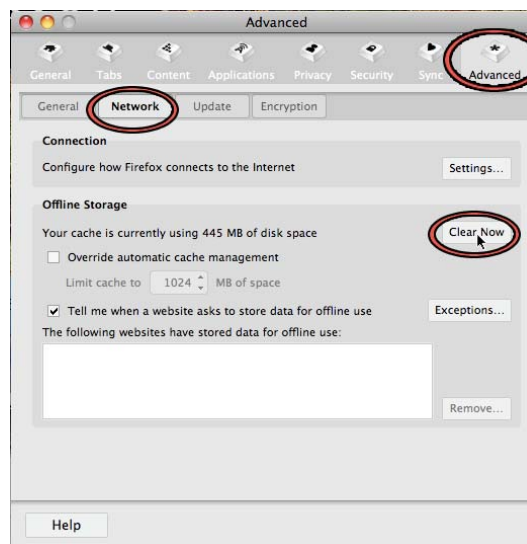 Advanced
General Tabs Content Applications Privacy Security Sync Advanced
General Network Update Encryption
Connection
Configure how Firefox connects to the Internet Settings...
Offline Storage
Your cache is currently using 445 MB of disk space Clear Now
Override automatic cache management
Limit cache to 1024 MB of space
Tell me when a website asks to store data for offline use Exceptions...
The following websites have stored data for offline use:
Remove...
Help